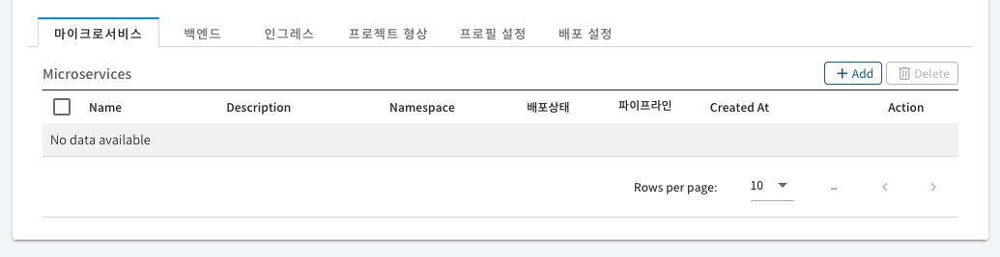 마이크로서비스 백엔드 인그레스 프로젝트 형상 프로필 설정 배포 설정
Microservices + Add Delete
Name Description Namespace 배포상태 파이프라인 Created At Action
No data available
Rows per page: 10 –